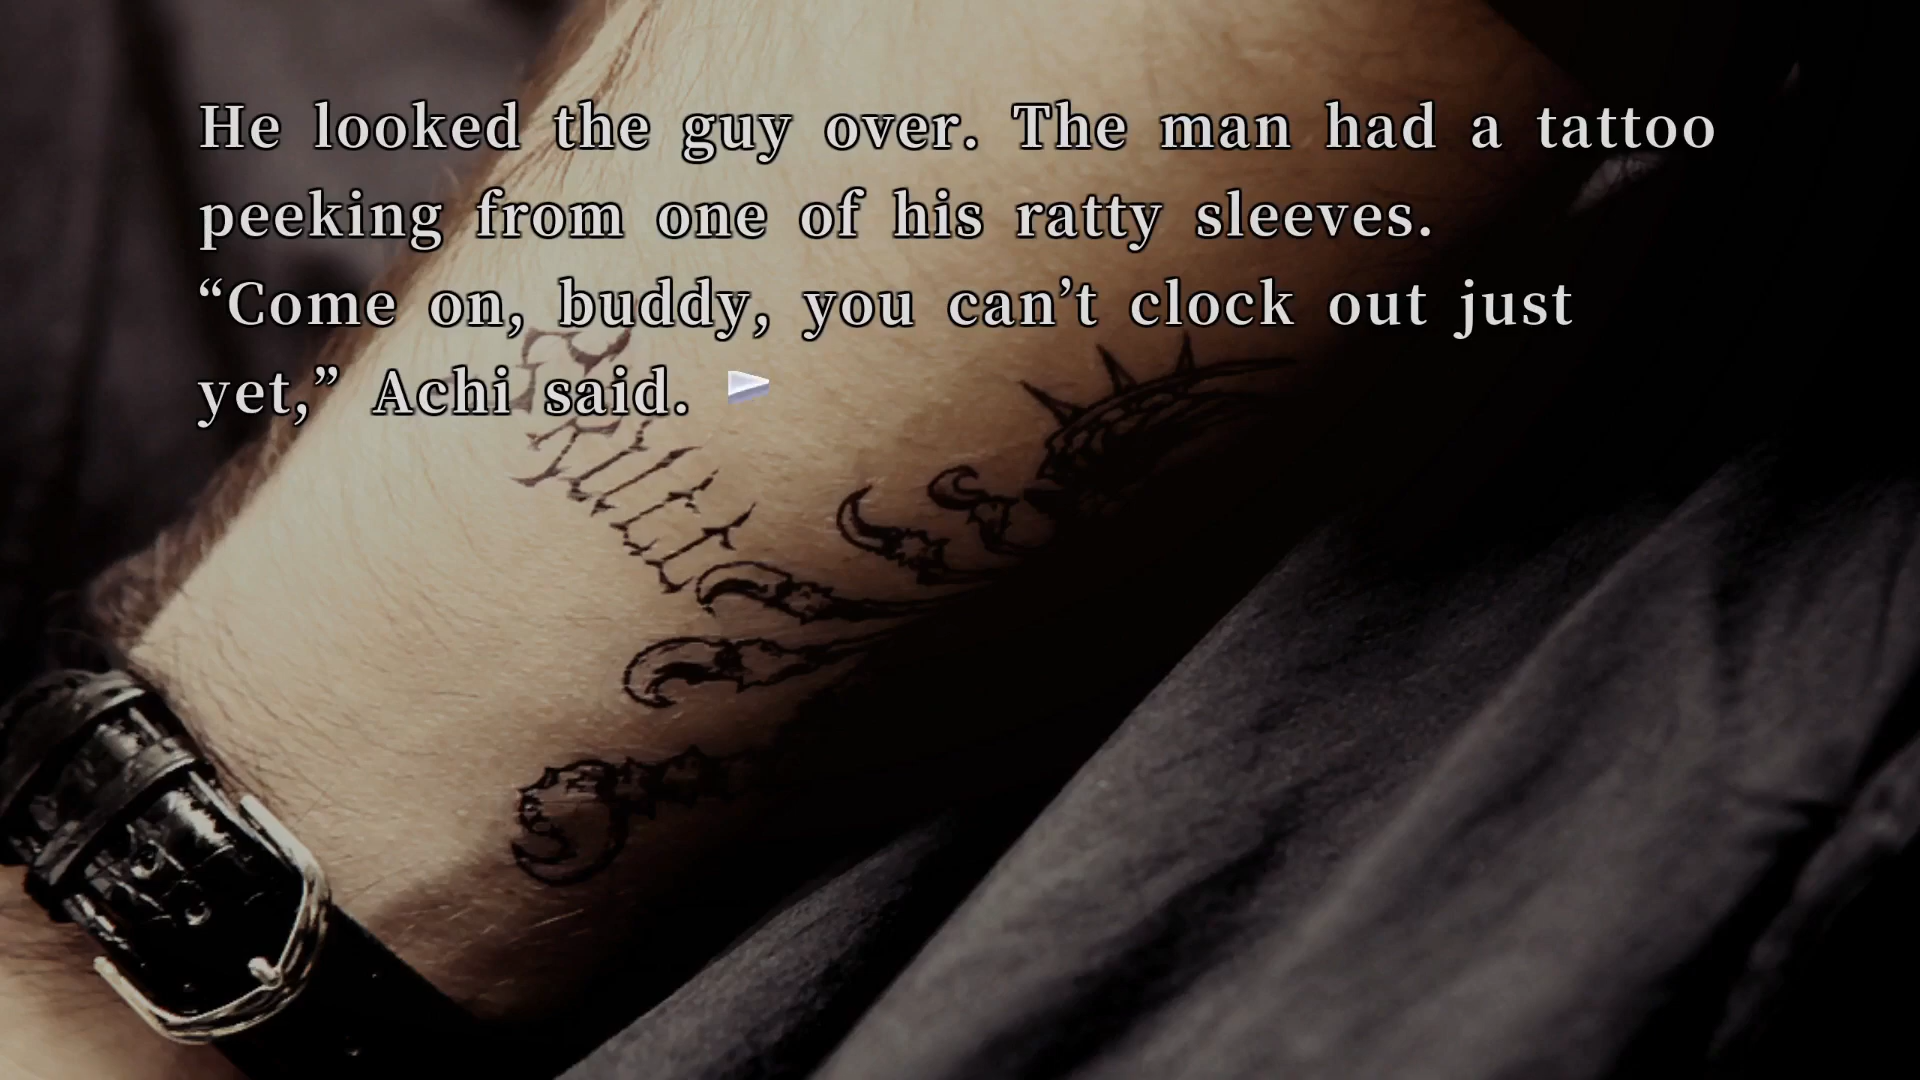 He looked the guy over. The man had a tattoo
peeking from one of his ratty sleeves.
“Come on, buddy, you can’t clock out just
yet,” Achi said.